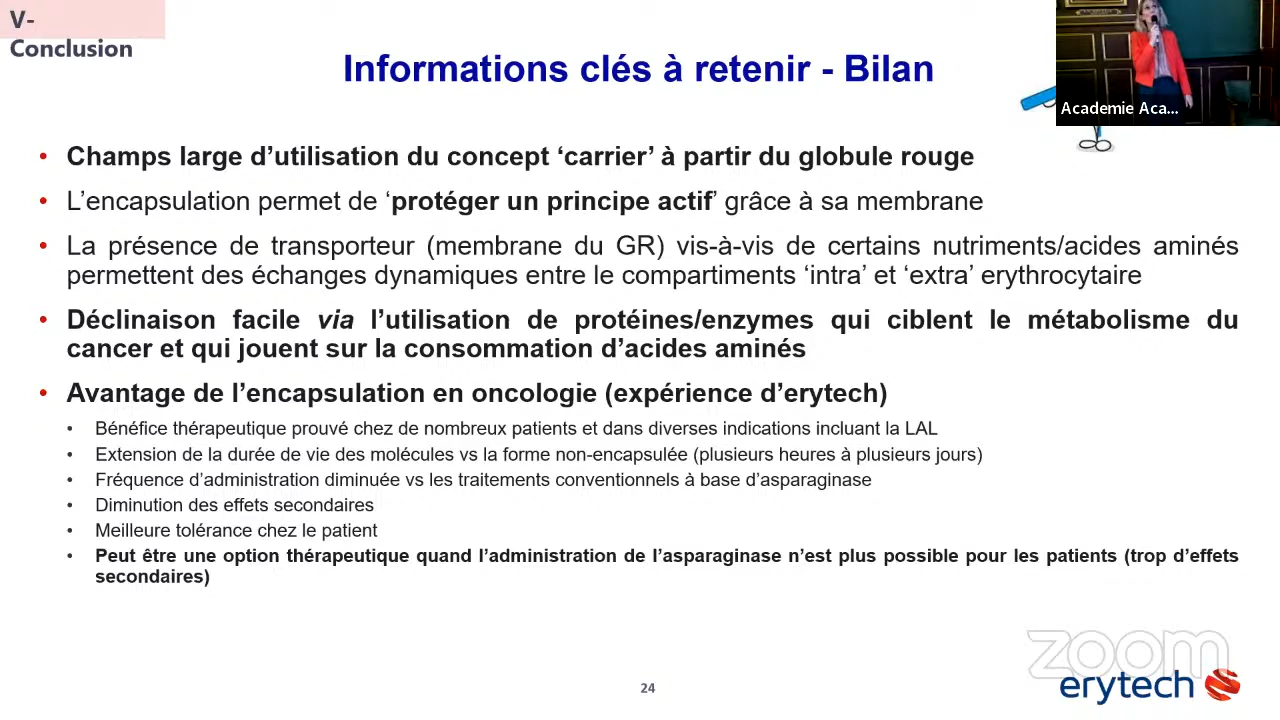 V-
Conclusion
Informations clés à retenir - Bilan
Academie Aca...
• Champs large d’utilisation du concept ‘carrier’ à partir du globule rouge
• L’encapsulation permet de ‘protéger un principe actif’ grâce à sa membrane
• La présence de transporteur (membrane du GR) vis-à-vis de certains nutriments/acides aminés
permettent des échanges dynamiques entre le compartiments ‘intra’ et ‘extra’ erythrocytaire
• Déclinaison facile via l’utilisation de protéines/enzymes qui ciblent le métabolisme du
cancer et qui jouent sur la consommation d’acides aminés
• Avantage de l’encapsulation en oncologie (expérience d’erytech)
• Bénéfice thérapeutique prouvé chez de nombreux patients et dans diverses indications incluant la LAL
• Extension de la durée de vie des molécules vs la forme non-encapsulée (plusieurs heures à plusieurs jours)
• Fréquence d’administration diminuée vs les traitements conventionnels à base d’asparaginase
• Diminution des effets secondaires
• Meilleure tolérance chez le patient
• Peut être une option thérapeutique quand l’administration de l’asparaginase n’est plus possible pour les patients (trop d’effets
secondaires)
zoom
24
erytech